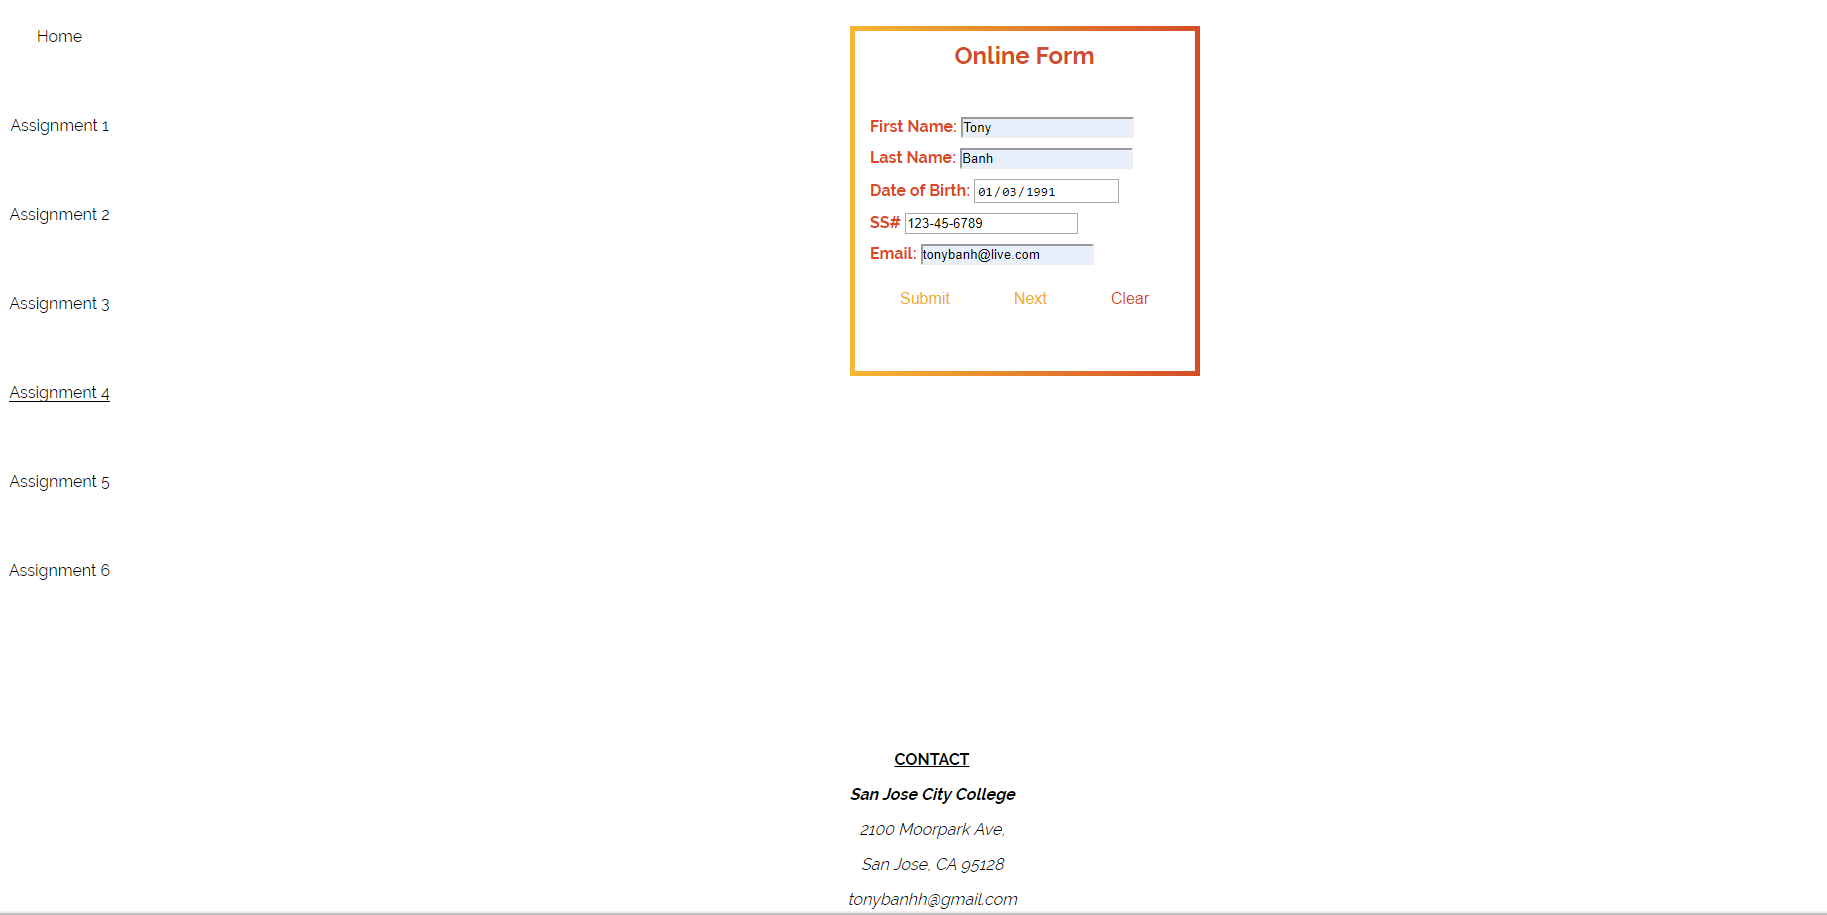 Home
Assignment 1
Assignment 2
Assignment 3
Assignment 4
Assignment 5
Assignment 6
Online Form
First Name: Tony
Last Name: Banh
Date of Birth: 01/03/1991
SS# 123-45-6789
Email: tonybanh@live.com
Submit Next Clear
CONTACT
San Jose City College
2100 Moorpark Ave,
San Jose, CA 95128
tonybanhh@gmail.com